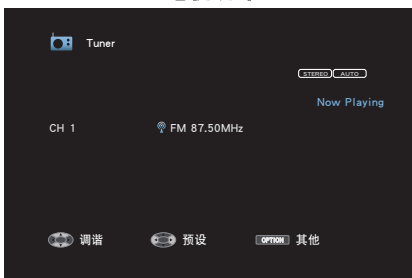 Tuner
STEREO AUTO
Now Playing
CH 1 FM 87.50MHz
调谐 预设 OPTION 其他